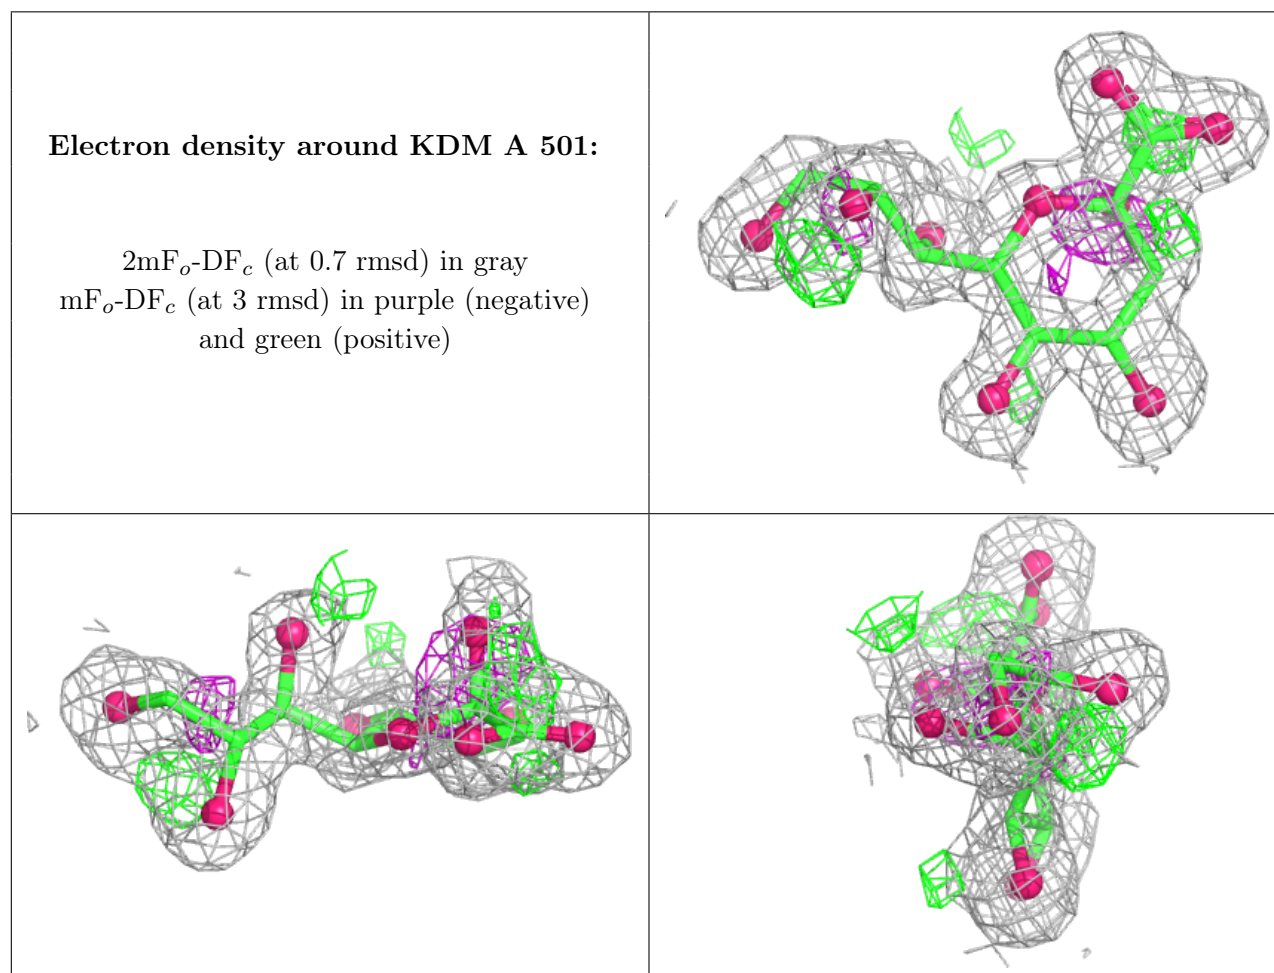 Electron density around KDM A 501:
2mFo-DFc (at 0.7 rmsd) in gray
mFo-DFc (at 3 rmsd) in purple (negative)
and green (positive)